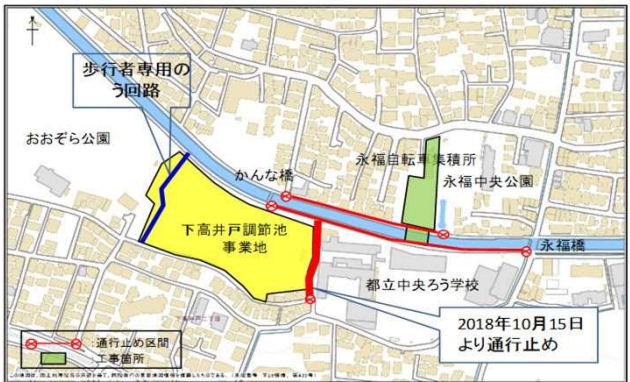 歩行者専用の
う回路
おおぞら公園
かんな橋
永福自転車集積所
永福中央公園
下高井戸調節池
事業地
永福橋
都立中央ろう学校
2018年10月15日
より通行止め
:通行止め区間
:工事箇所